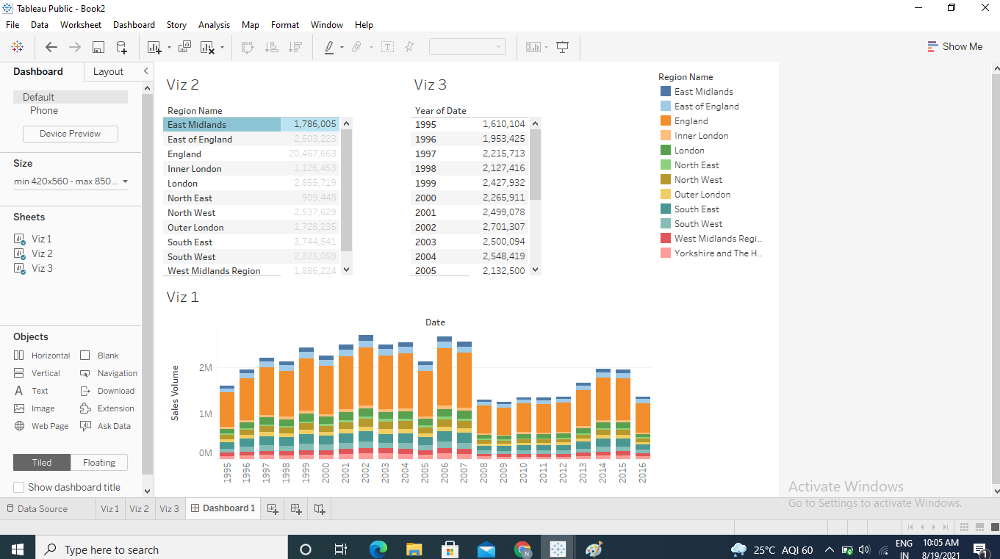 Tableau Public - Book2
File Data Worksheet Dashboard Story Analysis Map Format Window Help
Show Me
Dashboard Layout
Default
Phone
Device Preview
Size
min 420x560 - max 850...
Sheets
Viz 1
Viz 2
Viz 3
Objects
Horizontal Blank
Vertical Navigation
Text Download
Image Extension
Web Page Ask Data
Tiled Floating
Show dashboard title
Viz 2
Region Name
East Midlands 1,786,005
East of England 2,503,223
England 20,467,663
Inner London 1,126,453
London 2,855,719
North East 909,448
North West 2,537,629
Outer London 1,728,235
South East 3,744,541
South West 2,325,059
West Midlands Region 1,886,224
Viz 3
Year of Date
1995 1,610,104
1996 1,953,425
1997 2,215,713
1998 2,127,416
1999 2,427,932
2000 2,265,911
2001 2,499,078
2002 2,701,307
2003 2,500,094
2004 2,548,419
2005 2,132,500
Region Name
East Midlands
East of England
England
Inner London
London
North East
North West
Outer London
South East
South West
West Midlands Regi..
Yorkshire and The H..
Viz 1
Date
Sales Volume
2M
1M
0M
1995 1996 1997 1998 1999 2000 2001 2002 2003 2004 2005 2006 2007 2008 2009 2010 2011 2012 2013 2014 2015 2016
Activate Windows
Go to Settings to activate Windows.
Data Source Viz 1 Viz 2 Viz 3 Dashboard 1
Type here to search
N
25°C AQI 60
ENG
IN
10:05 AM
8/19/2021
1